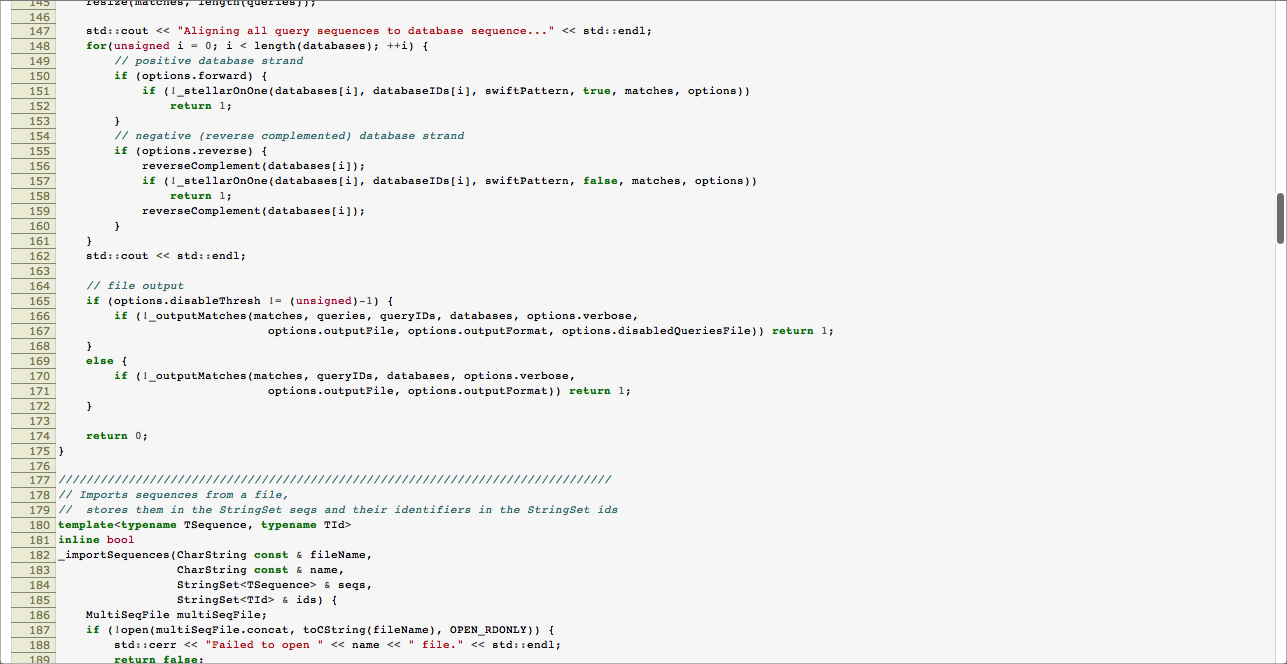 145     resize(matches, length(queries));
146
147     std::cout << "Aligning all query sequences to database sequence..." << std::endl;
148     for(unsigned i = 0; i < length(databases); ++i) {
149         // positive database strand
150         if (options.forward) {
151             if (!_stellarOnOne(databases[i], databaseIDs[i], swiftPattern, true, matches, options))
152                 return 1;
153         }
154         // negative (reverse complemented) database strand
155         if (options.reverse) {
156             reverseComplement(databases[i]);
157             if (!_stellarOnOne(databases[i], databaseIDs[i], swiftPattern, false, matches, options))
158                 return 1;
159             reverseComplement(databases[i]);
160         }
161     }
162     std::cout << std::endl;
163
164     // file output
165     if (options.disableThresh != (unsigned)-1) {
166         if (!_outputMatches(matches, queries, queryIDs, databases, options.verbose,
167                               options.outputFile, options.outputFormat, options.disabledQueriesFile)) return 1;
168     }
169     else {
170         if (!_outputMatches(matches, queryIDs, databases, options.verbose,
171                               options.outputFile, options.outputFormat)) return 1;
172     }
173
174     return 0;
175 }
176
177 ///////////////////////////////////////////////////////////////////////////////
178 // Imports sequences from a file,
179 //  stores them in the StringSet seqs and their identifiers in the StringSet ids
180 template<typename TSequence, typename TId>
181 inline bool
182 _importSequences(CharString const & fileName,
183                  CharString const & name,
184                  StringSet<TSequence> & seqs,
185                  StringSet<TId> & ids) {
186     MultiSeqFile multiSeqFile;
187     if (!open(multiSeqFile.concat, toCString(fileName), OPEN_RDONLY)) {
188         std::cerr << "Failed to open " << name << " file." << std::endl;
189         return false;